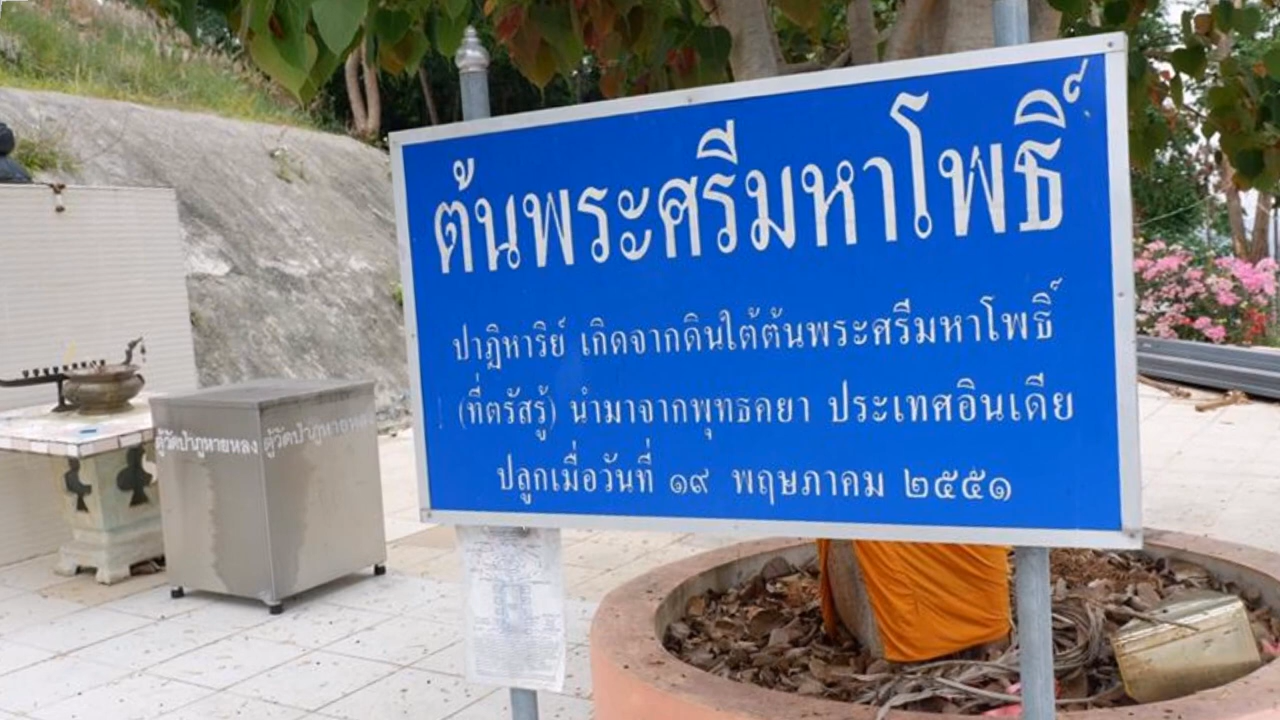 ต้นพระศรีมหาโพธิ์
ปาฏิหาริย์ เกิดจากดินใต้ต้นพระศรีมหาโพธิ์
(ที่ตรัสรู้) นำมาจากพุทธคยา ประเทศอินเดีย
ปลูกเมื่อวันที่ ๑๙ พฤษภาคม ๒๕๕๑
ตู้วัดป่าภูหายหลง
ตู้วัดป่าภูหายหลง